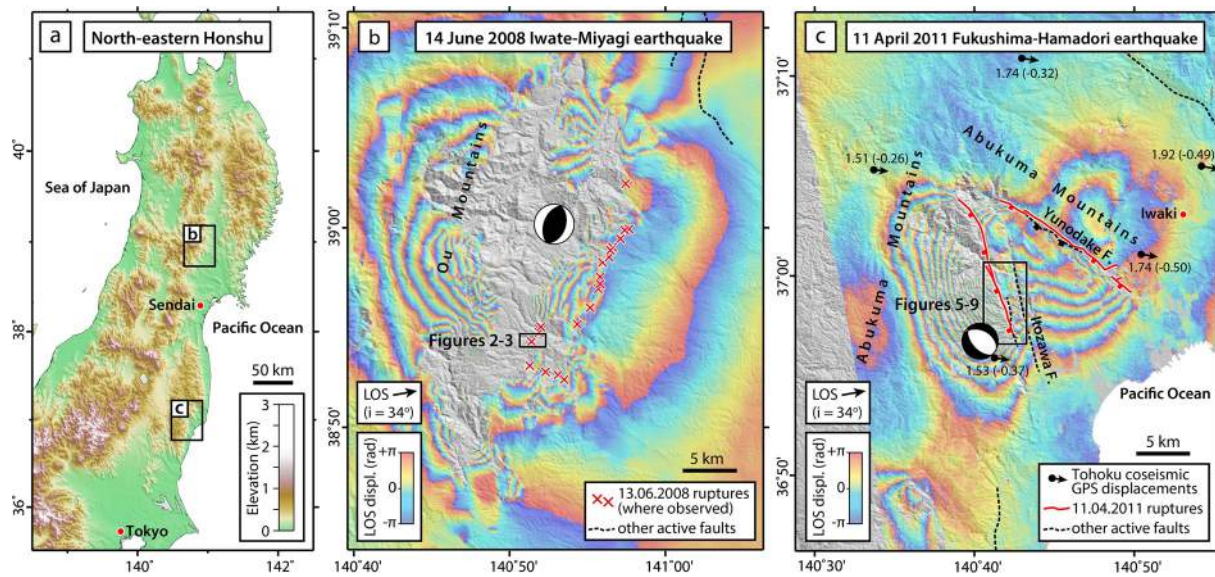 a
North-eastern Honshu
40˚
38˚
36˚
140˚
142˚
Sea of Japan
b
Sendai
Pacific Ocean
50 km
c
Elevation (km)
3
2
1
0
Tokyo
b
14 June 2008 Iwate-Miyagi earthquake
39˚10'
39˚00'
38˚50'
140˚40'
140˚50'
141˚00'
Ou Mountains
Figures 2-3
LOS
(i = 34°)
LOS displ. (rad)
+π
0
-π
5 km
13.06.2008 ruptures
(where observed)
other active faults
c
11 April 2011 Fukushima-Hamadori earthquake
37˚10'
37˚00'
36˚50'
140˚30'
140˚40'
140˚50'
1.74 (-0.32)
1.51 (-0.26)
1.92 (-0.49)
Abukuma Mountains
Iwaki
Yunodake F.
1.74 (-0.50)
Abukuma Mountains
Figures 5-9
Itozawa F.
1.53 (-0.37)
LOS
(i = 34°)
Pacific Ocean
LOS displ. (rad)
+π
0
-π
5 km
Tohoku coseismic
GPS displacements
11.04.2011 ruptures
other active faults